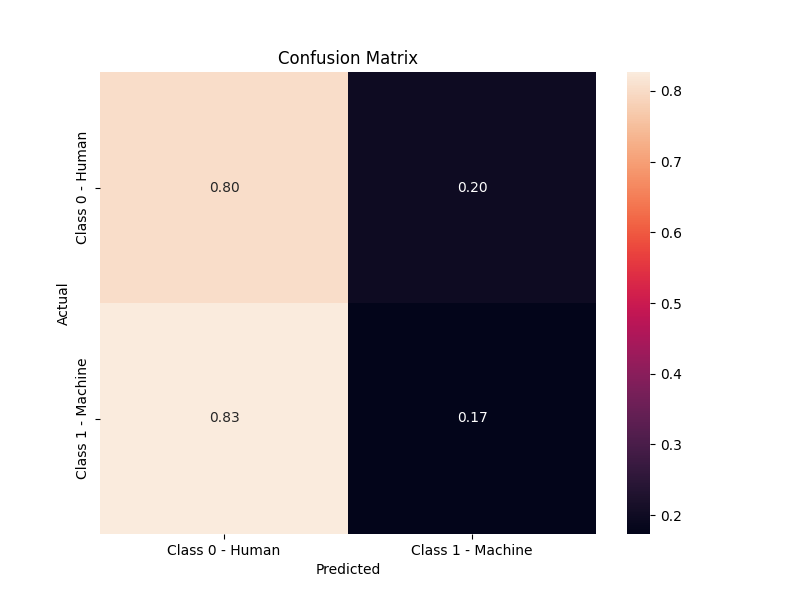 Confusion Matrix
Actual
Class 0 - Human
Class 1 - Machine
0.80
0.20
0.83
0.17
Class 0 - Human
Class 1 - Machine
Predicted
0.8
0.7
0.6
0.5
0.4
0.3
0.2